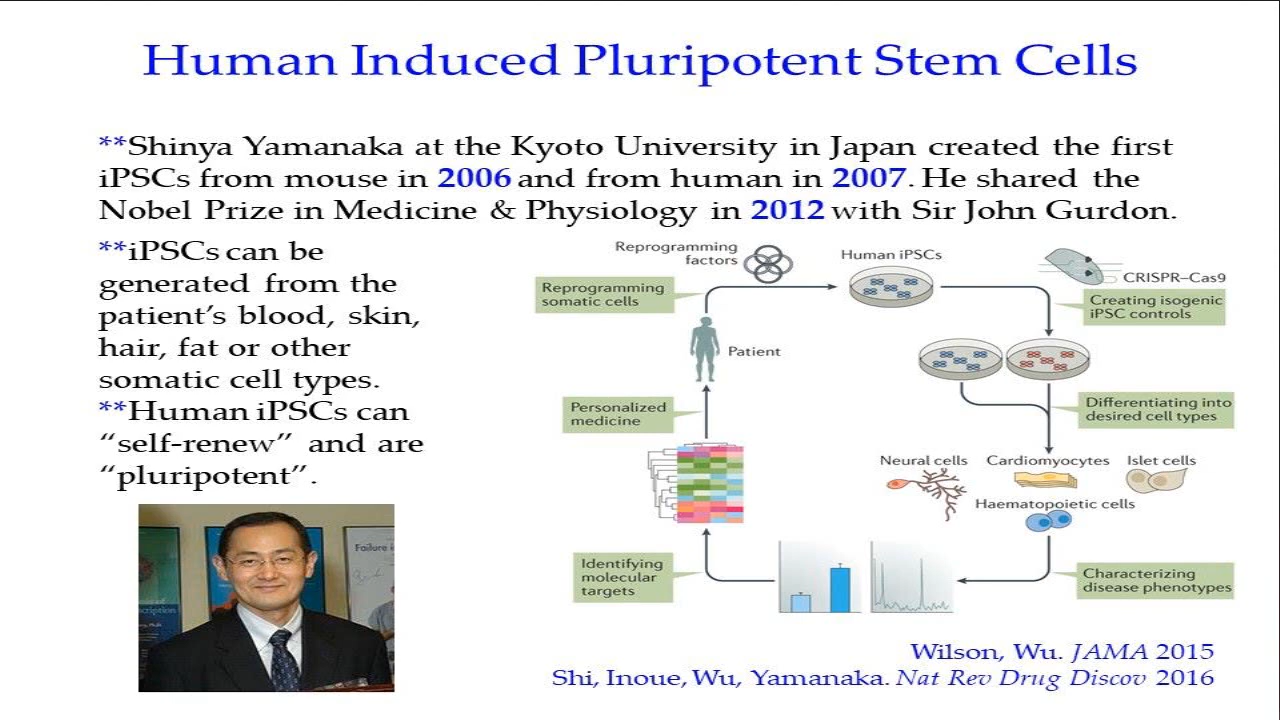 Human Induced Pluripotent Stem Cells
**Shinya Yamanaka at the Kyoto University in Japan created the first
iPSCs from mouse in 2006 and from human in 2007. He shared the
Nobel Prize in Medicine & Physiology in 2012 with Sir John Gurdon.
**iPSCs can be
generated from the
patient's blood, skin,
hair, fat or other
somatic cell types.
**Human iPSCs can
“self-renew” and are
“pluripotent”.
Reprogramming
factors
Human iPSCs
CRISPR–Cas9
Reprogramming
somatic cells
Creating isogenic
iPSC controls
Patient
Personalized
medicine
Differentiating into
desired cell types
Neural cells
Cardiomyocytes
Islet cells
Haematopoietic cells
Identifying
molecular
targets
Characterizing
disease phenotypes
Failure i
cription
Wilson, Wu. JAMA 2015
Shi, Inoue, Wu, Yamanaka. Nat Rev Drug Discov 2016